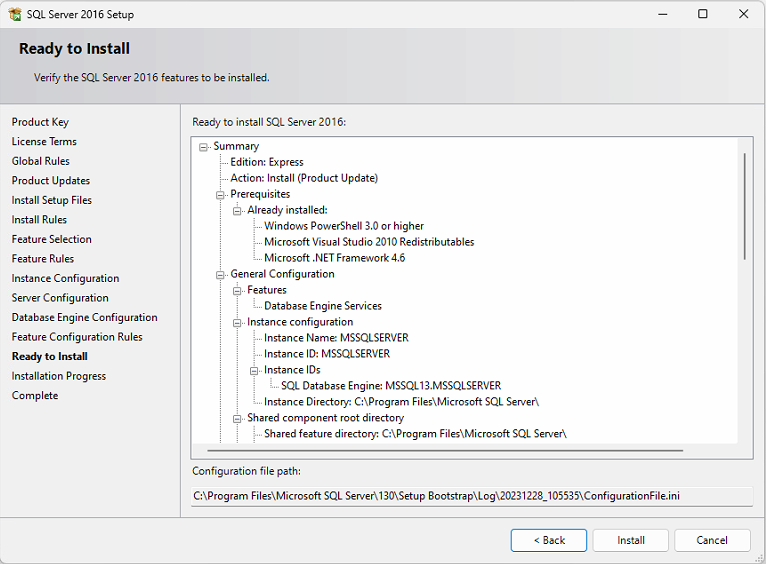 SQL Server 2016 Setup
Ready to Install
Verify the SQL Server 2016 features to be installed.
Product Key
License Terms
Global Rules
Product Updates
Install Setup Files
Install Rules
Feature Selection
Feature Rules
Instance Configuration
Server Configuration
Database Engine Configuration
Feature Configuration Rules
Ready to Install
Installation Progress
Complete
Ready to install SQL Server 2016:
Summary
Edition: Express
Action: Install (Product Update)
Prerequisites
Already installed:
Windows PowerShell 3.0 or higher
Microsoft Visual Studio 2010 Redistributables
Microsoft .NET Framework 4.6
General Configuration
Features
Database Engine Services
Instance configuration
Instance Name: MSSQLSERVER
Instance ID: MSSQLSERVER
Instance IDs
SQL Database Engine: MSSQL13.MSSQLSERVER
Instance Directory: C:\Program Files\Microsoft SQL Server\
Shared component root directory
Shared feature directory: C:\Program Files\Microsoft SQL Server\
Configuration file path:
C:\Program Files\Microsoft SQL Server\130\Setup Bootstrap\Log\20231228_105535\ConfigurationFile.ini
< Back
Install
Cancel